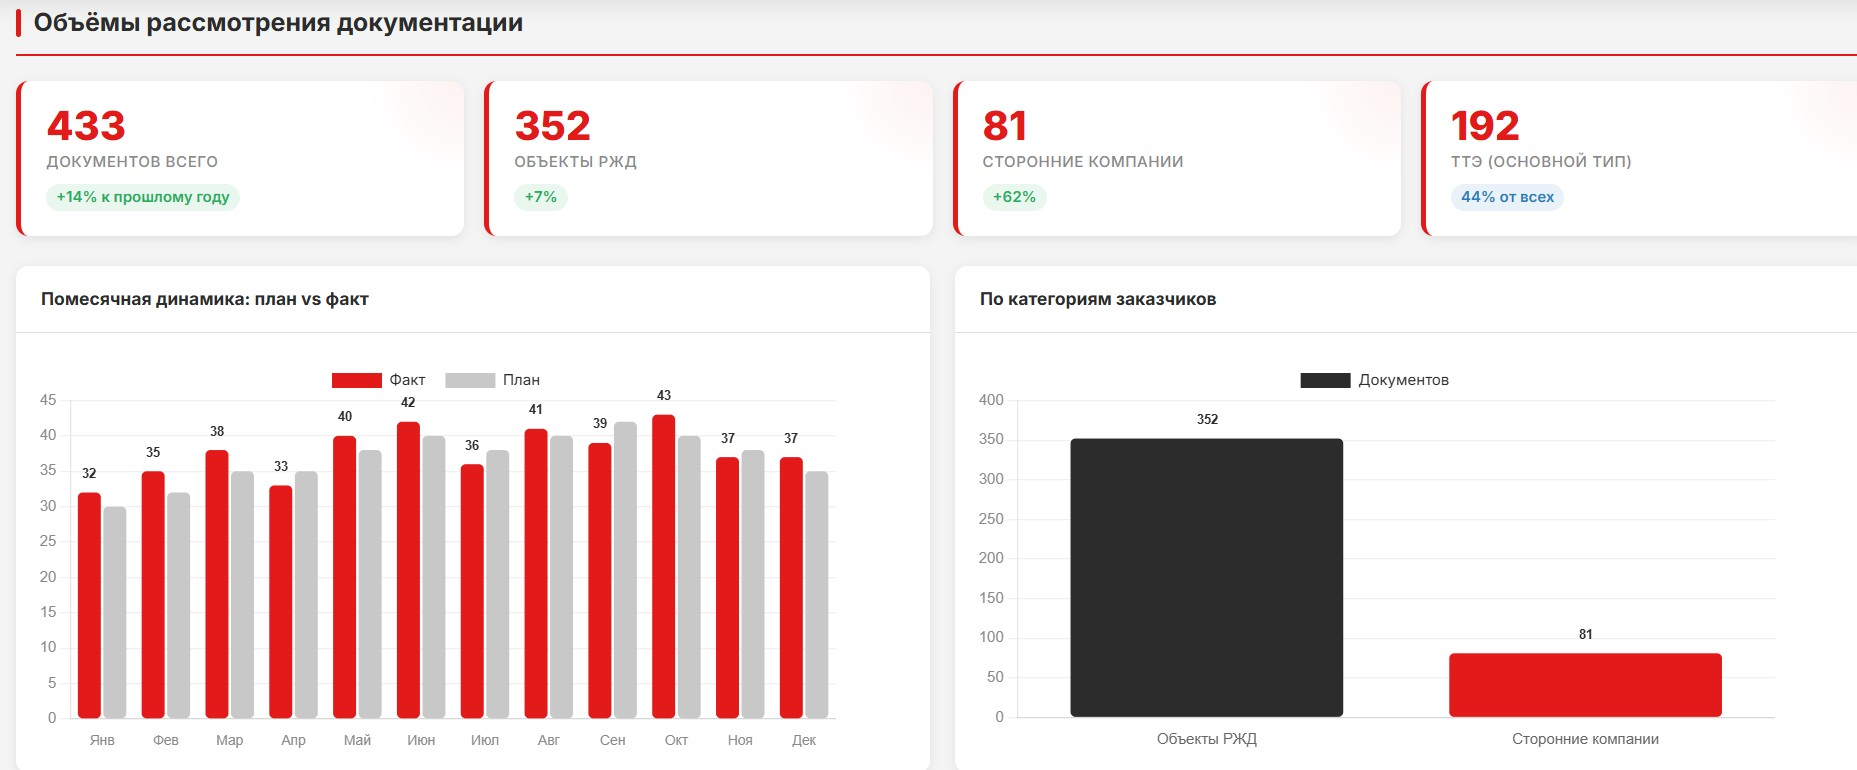 Объёмы рассмотрения документации
433
ДОКУМЕНТОВ ВСЕГО
+14% к прошлому году
352
ОБЪЕКТЫ РЖД
+7%
81
СТОРОННИЕ КОМПАНИИ
+62%
192
ТТЭ (ОСНОВНОЙ ТИП)
44% от всех
Помесячная динамика: план vs факт
Факт План
45
40
35
30
25
20
15
10
5
0
32 35 38 33 40 42 36 41 39 43 37 37
Янв Фев Мар Апр Май Июн Июл Авг Сен Окт Ноя Дек
По категориям заказчиков
Документов
400
350
300
250
200
150
100
50
0
352 81
Объекты РЖД Сторонние компании